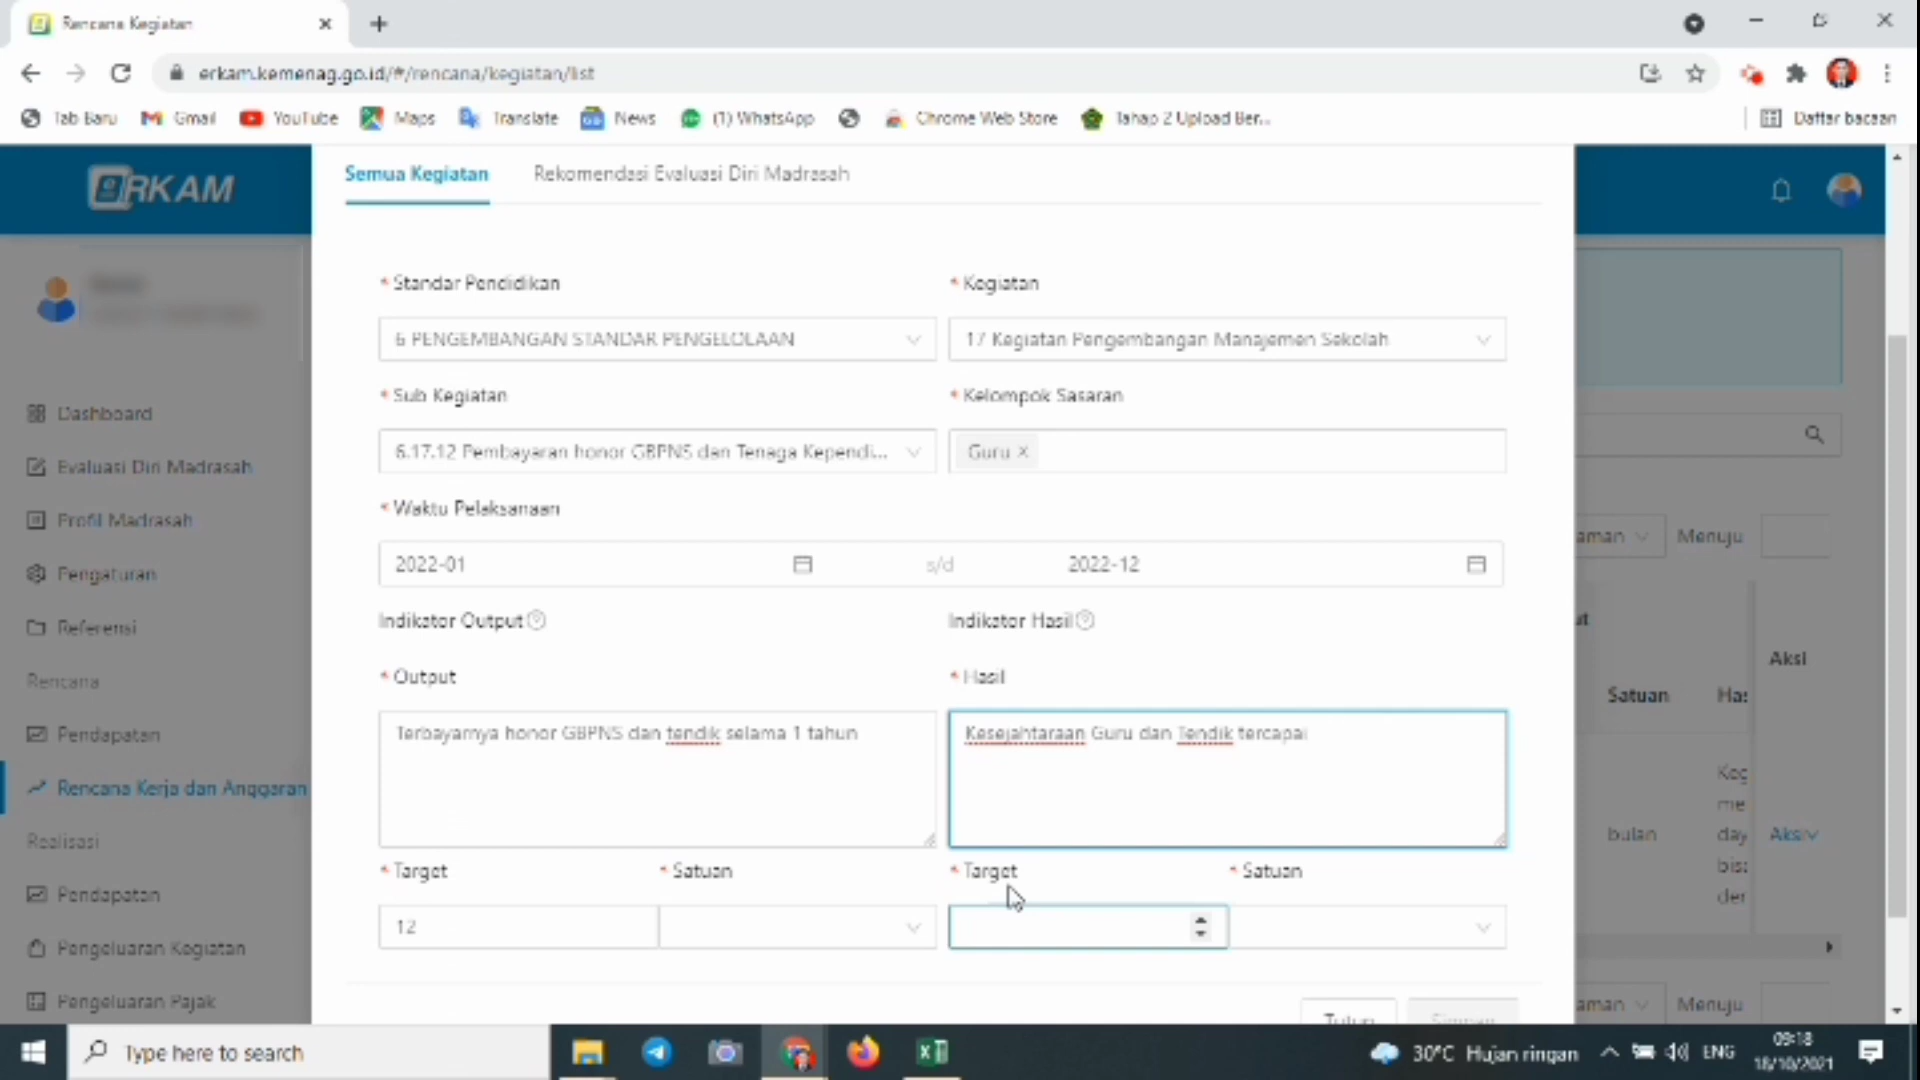 Rencana Kegiatan
erkam.kemenag.go.id/#/rencana/kegiatan/list
Tab Baru Gmail YouTube Maps Translate News (1) WhatsApp Chrome Web Store Tahap 2 Upload Ber... Daftar bacaan
eRKAM
Semua Kegiatan Rekomendasi Evaluasi Diri Madrasah
* Standar Pendidikan * Kegiatan
6 PENGEMBANGAN STANDAR PENGELOLAAN 17 Kegiatan Pengembangan Manajemen Sekolah
* Sub Kegiatan * Kelompok Sasaran
6.17.12 Pembayaran honor GBPNS dan Tenaga Kependi... Guru ×
* Waktu Pelaksanaan
2022-01 s/d 2022-12
Indikator Output Indikator Hasil
* Output * Hasil
Terbayarnya honor GBPNS dan tendik selama 1 tahun Kesejahtaraan Guru dan Tendik tercapai
* Target * Satuan * Target * Satuan
12
Tutup Simpan
Dashboard
Evaluasi Diri Madrasah
Profil Madrasah
Pengaturan
Referensi
Rencana
Pendapatan
Rencana Kerja dan Anggaran
Realisasi
Pendapatan
Pengeluaran Kegiatan
Pengeluaran Pajak
aman Menuju
ut
Aksi
Satuan Has
Keg
me
bulan day Aksi
bis
der
aman Menuju
Type here to search
30°C Hujan ringan ENG
09:18
18/10/2021